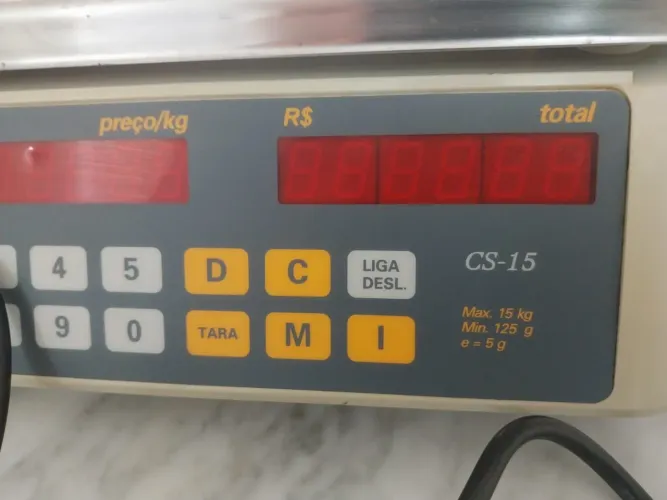 preço/kg
R$
total
4
5
D
C
LIGA
DESL.
CS-15
9
0
TARA
M
I
Max. 15 kg
Min. 125 g
e = 5 g